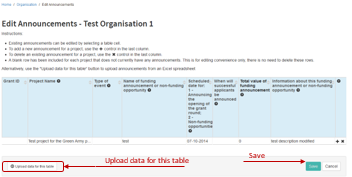 Home > Organisation > Edit Announcements
Edit Announcements - Test Organisation 1
Instructions
• Existing announcements can be edited by selecting a table cell.
• To add a new announcement for a project, use the + control in the last column.
• To delete an existing announcement for a project, use the ✖ control in the last column.
• A blank row has been included for each project that does not currently have any announcements. This is for editing convenience only, there is no need to delete these rows.
Alternatively, use the 'Upload data for this table' button to upload announcements from an Excel spreadsheet.
Grant ID
Project Name
Type of event
Name of funding announcement or non-funding opportunity
Scheduled date for: 1 - Announcing the opening of the grant round; 2 - Non-funding opportunities
When will successful applicants be announced
Total value of funding announcement
Information about this funding announcement or non-funding opportunity
Test project for the Green Army p...
test
07-10-2014
0
test description modified
Upload data for this table
Upload data for this table
Save
Save
Cancel